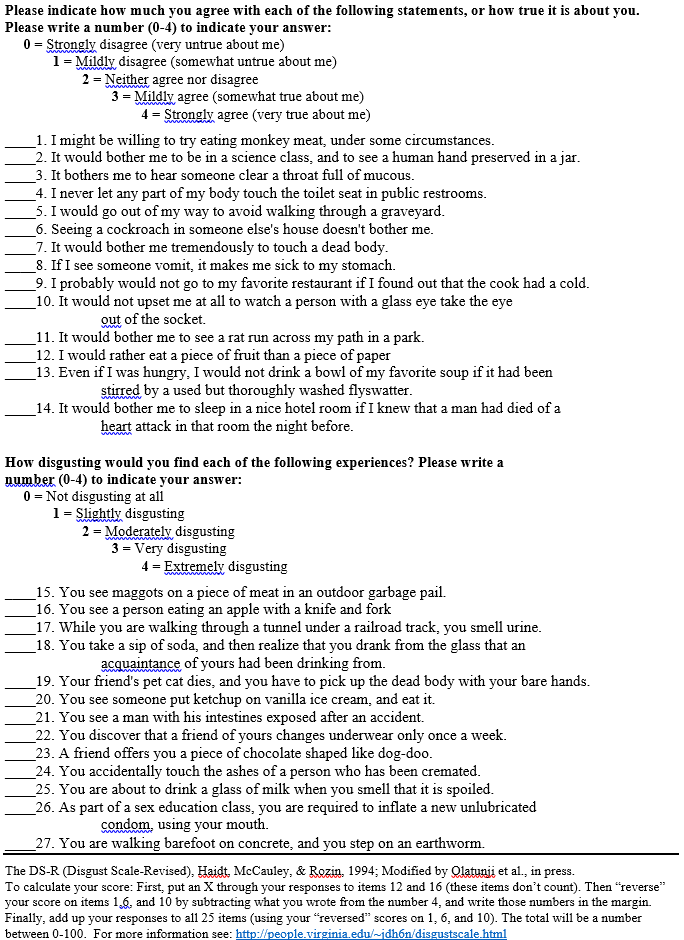 Please indicate how much you agree with each of the following statements, or how true it is about you.
Please write a number (0-4) to indicate your answer:
0 = Strongly disagree (very untrue about me)
1 = Mildly disagree (somewhat untrue about me)
2 = Neither agree nor disagree
3 = Mildly agree (somewhat true about me)
4 = Strongly agree (very true about me)
____1. I might be willing to try eating monkey meat, under some circumstances.
____2. It would bother me to be in a science class, and to see a human hand preserved in a jar.
____3. It bothers me to hear someone clear a throat full of mucous.
____4. I never let any part of my body touch the toilet seat in public restrooms.
____5. I would go out of my way to avoid walking through a graveyard.
____6. Seeing a cockroach in someone else's house doesn't bother me.
____7. It would bother me tremendously to touch a dead body.
____8. If I see someone vomit, it makes me sick to my stomach.
____9. I probably would not go to my favorite restaurant if I found out that the cook had a cold.
____10. It would not upset me at all to watch a person with a glass eye take the eye
out of the socket.
____11. It would bother me to see a rat run across my path in a park.
____12. I would rather eat a piece of fruit than a piece of paper
____13. Even if I was hungry, I would not drink a bowl of my favorite soup if it had been
stirred by a used but thoroughly washed flyswatter.
____14. It would bother me to sleep in a nice hotel room if I knew that a man had died of a
heart attack in that room the night before.
How disgusting would you find each of the following experiences? Please write a
number (0-4) to indicate your answer:
0 = Not disgusting at all
1 = Slightly disgusting
2 = Moderately disgusting
3 = Very disgusting
4 = Extremely disgusting
____15. You see maggots on a piece of meat in an outdoor garbage pail.
____16. You see a person eating an apple with a knife and fork
____17. While you are walking through a tunnel under a railroad track, you smell urine.
____18. You take a sip of soda, and then realize that you drank from the glass that an
acquaintance of yours had been drinking from.
____19. Your friend's pet cat dies, and you have to pick up the dead body with your bare hands.
____20. You see someone put ketchup on vanilla ice cream, and eat it.
____21. You see a man with his intestines exposed after an accident.
____22. You discover that a friend of yours changes underwear only once a week.
____23. A friend offers you a piece of chocolate shaped like dog-doo.
____24. You accidentally touch the ashes of a person who has been cremated.
____25. You are about to drink a glass of milk when you smell that it is spoiled.
____26. As part of a sex education class, you are required to inflate a new unlubricated
condom, using your mouth.
____27. You are walking barefoot on concrete, and you step on an earthworm.
The DS-R (Disgust Scale-Revised), Haidt, McCauley, & Rozin, 1994; Modified by Olatunji et al., in press.
To calculate your score: First, put an X through your responses to items 12 and 16 (these items don't count). Then "reverse"
your score on items 1,6, and 10 by subtracting what you wrote from the number 4, and write those numbers in the margin.
Finally, add up your responses to all 25 items (using your "reversed" scores on 1, 6, and 10). The total will be a number
between 0-100. For more information see: http://people.virginia.edu/~jdh6n/disgustscale.html